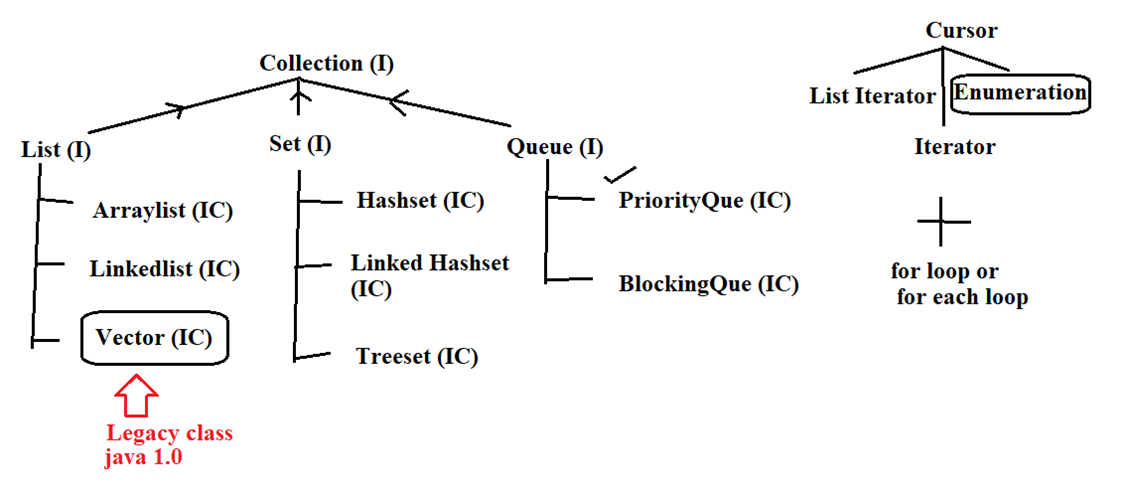 Collection (I)
List (I)
Arraylist (IC)
Linkedlist (IC)
Vector (IC)
Legacy class
java 1.0
Set (I)
Hashset (IC)
Linked Hashset
(IC)
Treeset (IC)
Queue (I)
PriorityQue (IC)
BlockingQue (IC)
Cursor
List Iterator
Enumeration
Iterator
for loop or
for each loop